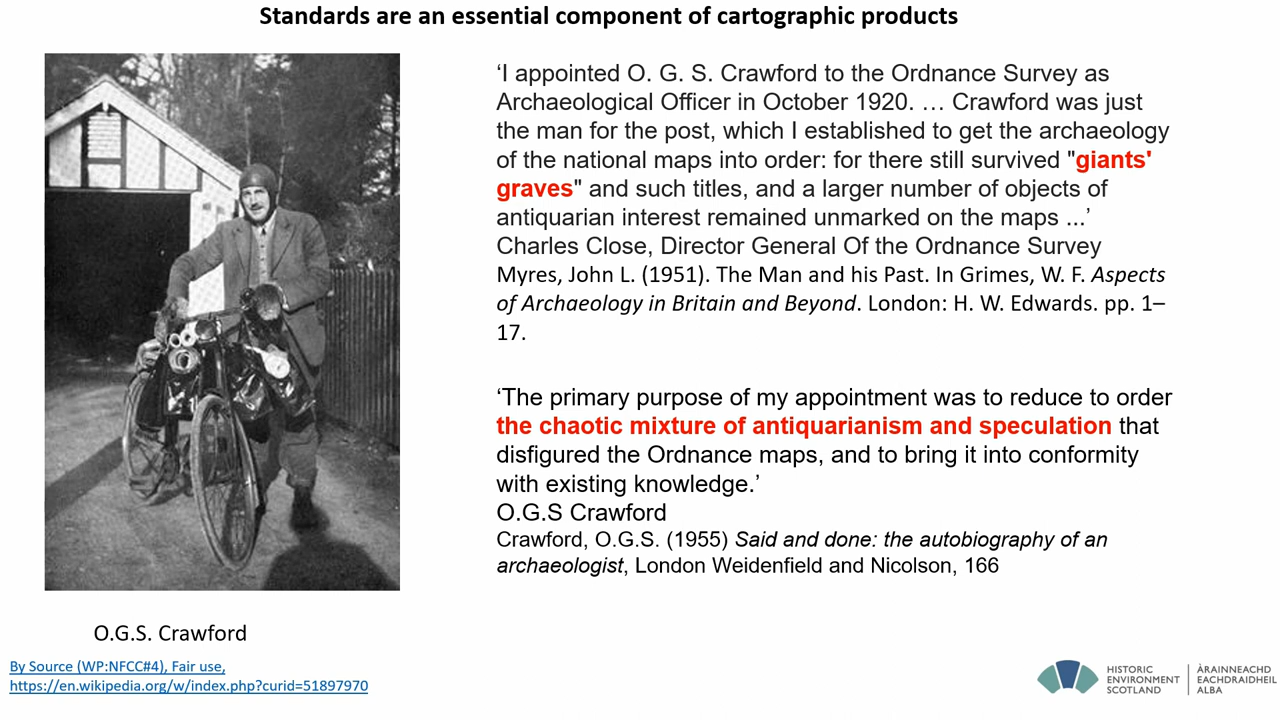 Standards are an essential component of cartographic products
‘I appointed O. G. S. Crawford to the Ordnance Survey as
Archaeological Officer in October 1920. … Crawford was just
the man for the post, which I established to get the archaeology
of the national maps into order: for there still survived "giants'
graves" and such titles, and a larger number of objects of
antiquarian interest remained unmarked on the maps ...’
Charles Close, Director General Of the Ordnance Survey
Myres, John L. (1951). The Man and his Past. In Grimes, W. F. Aspects
of Archaeology in Britain and Beyond. London: H. W. Edwards. pp. 1–
17.
‘The primary purpose of my appointment was to reduce to order
the chaotic mixture of antiquarianism and speculation that
disfigured the Ordnance maps, and to bring it into conformity
with existing knowledge.’
O.G.S Crawford
Crawford, O.G.S. (1955) Said and done: the autobiography of an
archaeologist, London Weidenfield and Nicolson, 166
O.G.S. Crawford
By Source (WP:NFCC#4), Fair use,
https://en.wikipedia.org/w/index.php?curid=51897970
HISTORIC
ENVIRONMENT
SCOTLAND
ÀRAINNEACHD
EACHDRAIDHEIL
ALBA